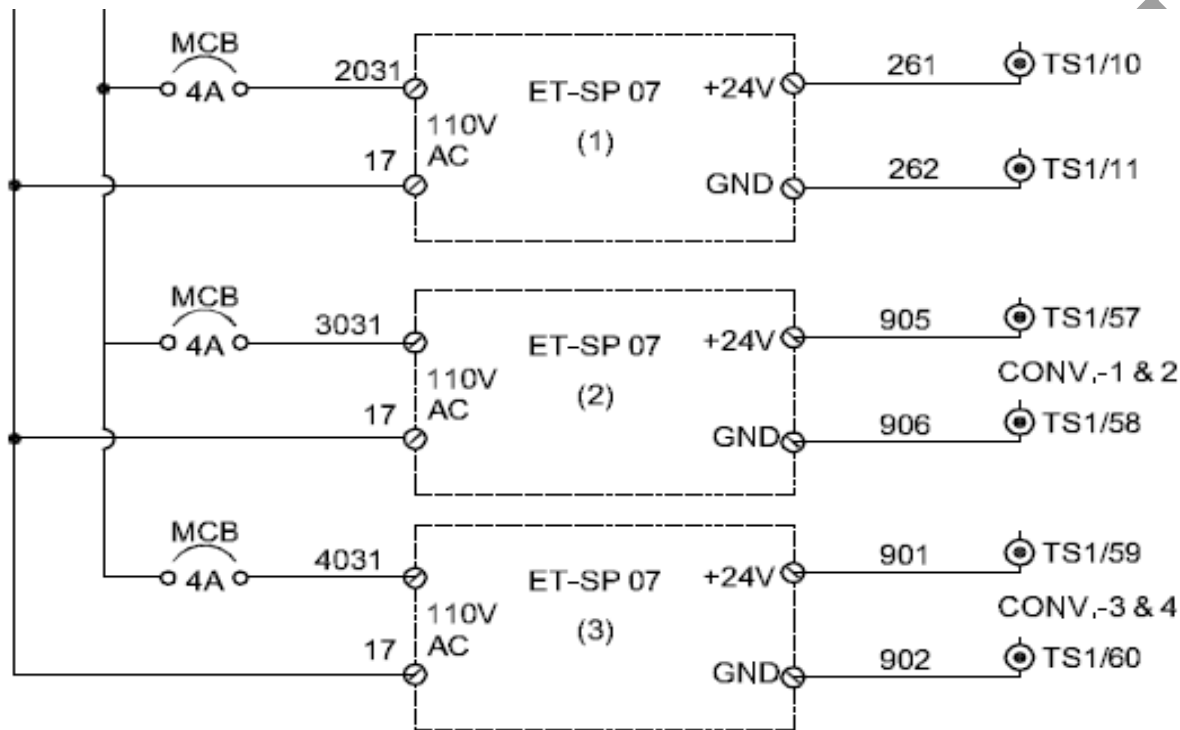 MCB
4A
2031
17
110V
AC
ET-SP 07
(1)
+24V
GND
261
262
TS1/10
TS1/11
MCB
4A
3031
17
110V
AC
ET-SP 07
(2)
+24V
GND
905
906
TS1/57
CONV.-1 & 2
TS1/58
MCB
4A
4031
17
110V
AC
ET-SP 07
(3)
+24V
GND
901
902
TS1/59
CONV.-3 & 4
TS1/60